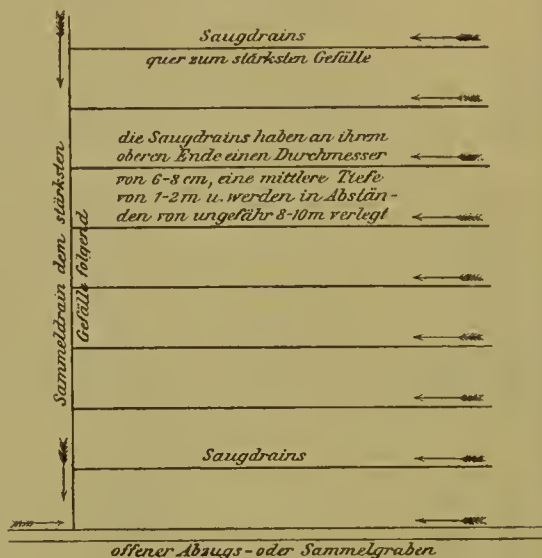 Saugdrains
quer zum stärksten Gefälle
die Saugdrains haben an ihrem
oberen Ende einen Durchmesser
von 6-8 cm, eine mittlere Tiefe
von 1-2 m u. werden in Abstän-
den von ungefähr 8-10 m verlegt
Sammeldrain dem stärksten
Gefälle folgend
Saugdrains
offener Abzugs- oder Sammelgraben